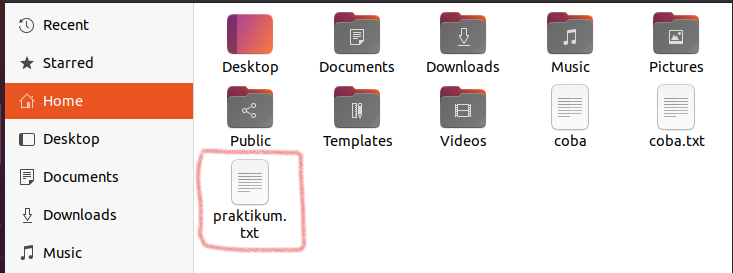 Recent
Starred
Home
Desktop
Documents
Downloads
Music
Desktop Documents Downloads Music Pictures
Public Templates Videos coba coba.txt
praktikum.
txt